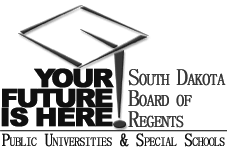 YOUR
FUTURE
IS HERE!
SOUTH DAKOTA
BOARD OF
REGENTS
PUBLIC UNIVERSITIES & SPECIAL SCHOOLS